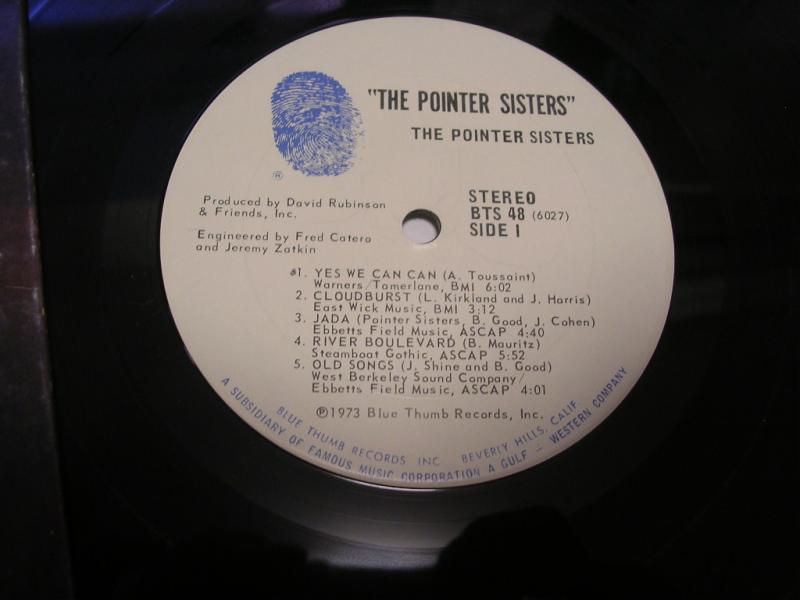 "THE POINTER SISTERS"
THE POINTER SISTERS
®
Produced by David Rubinson
& Friends, Inc.
Engineered by Fred Catero
and Jeremy Zatkin
STEREO
BTS 48 (6027)
SIDE 1
1. YES WE CAN CAN (A. Toussaint)
Warners/Tamerlane, BMI 6:02
2. CLOUDBURST (L. Kirkland and J. Harris)
East Wick Music, BMI 3:12
3. JADA (Pointer Sisters, B. Good, J. Cohen)
Ebbetts Field Music, ASCAP 4:40
4. RIVER BOULEVARD (B. Mauritz)
Steamboat Gothic, ASCAP 5:52
5. OLD SONGS (J. Shine and B. Good)
West Berkeley Sound Company/
Ebbetts Field Music, ASCAP 4:01
℗1973 Blue Thumb Records, Inc.
BLUE THUMB RECORDS INC BEVERLY HILLS, CALIF.
A SUBSIDIARY OF FAMOUS MUSIC CORPORATION A GULF - WESTERN COMPANY